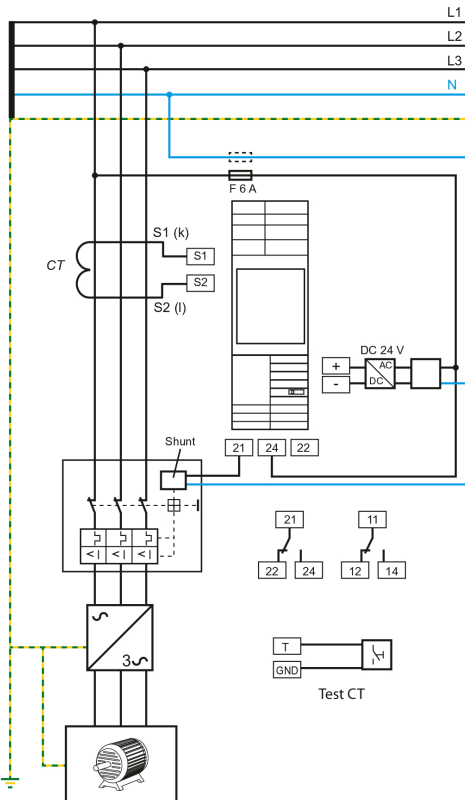 L1
L2
L3
N
F 6 A
S1 (k)
S1
CT
S2
S2 (l)
DC 24 V
+
AC
-
DC
Shunt
21
24
22
21
11
22
24
12
14
3
T
GND
Test CT